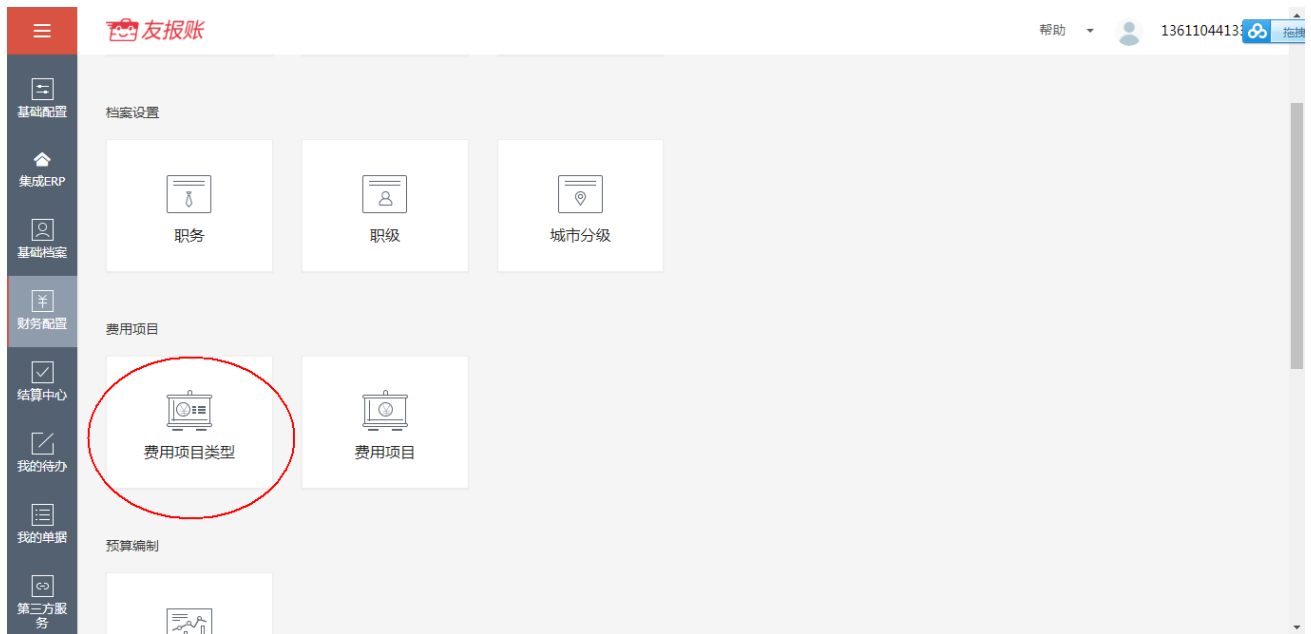 友报账
帮助
1361104413
拖拽
基础配置
集成ERP
基础档案
财务配置
结算中心
我的待办
我的单据
第三方服
务
档案设置
职务
职级
城市分级
费用项目
费用项目类型
费用项目
预算编制